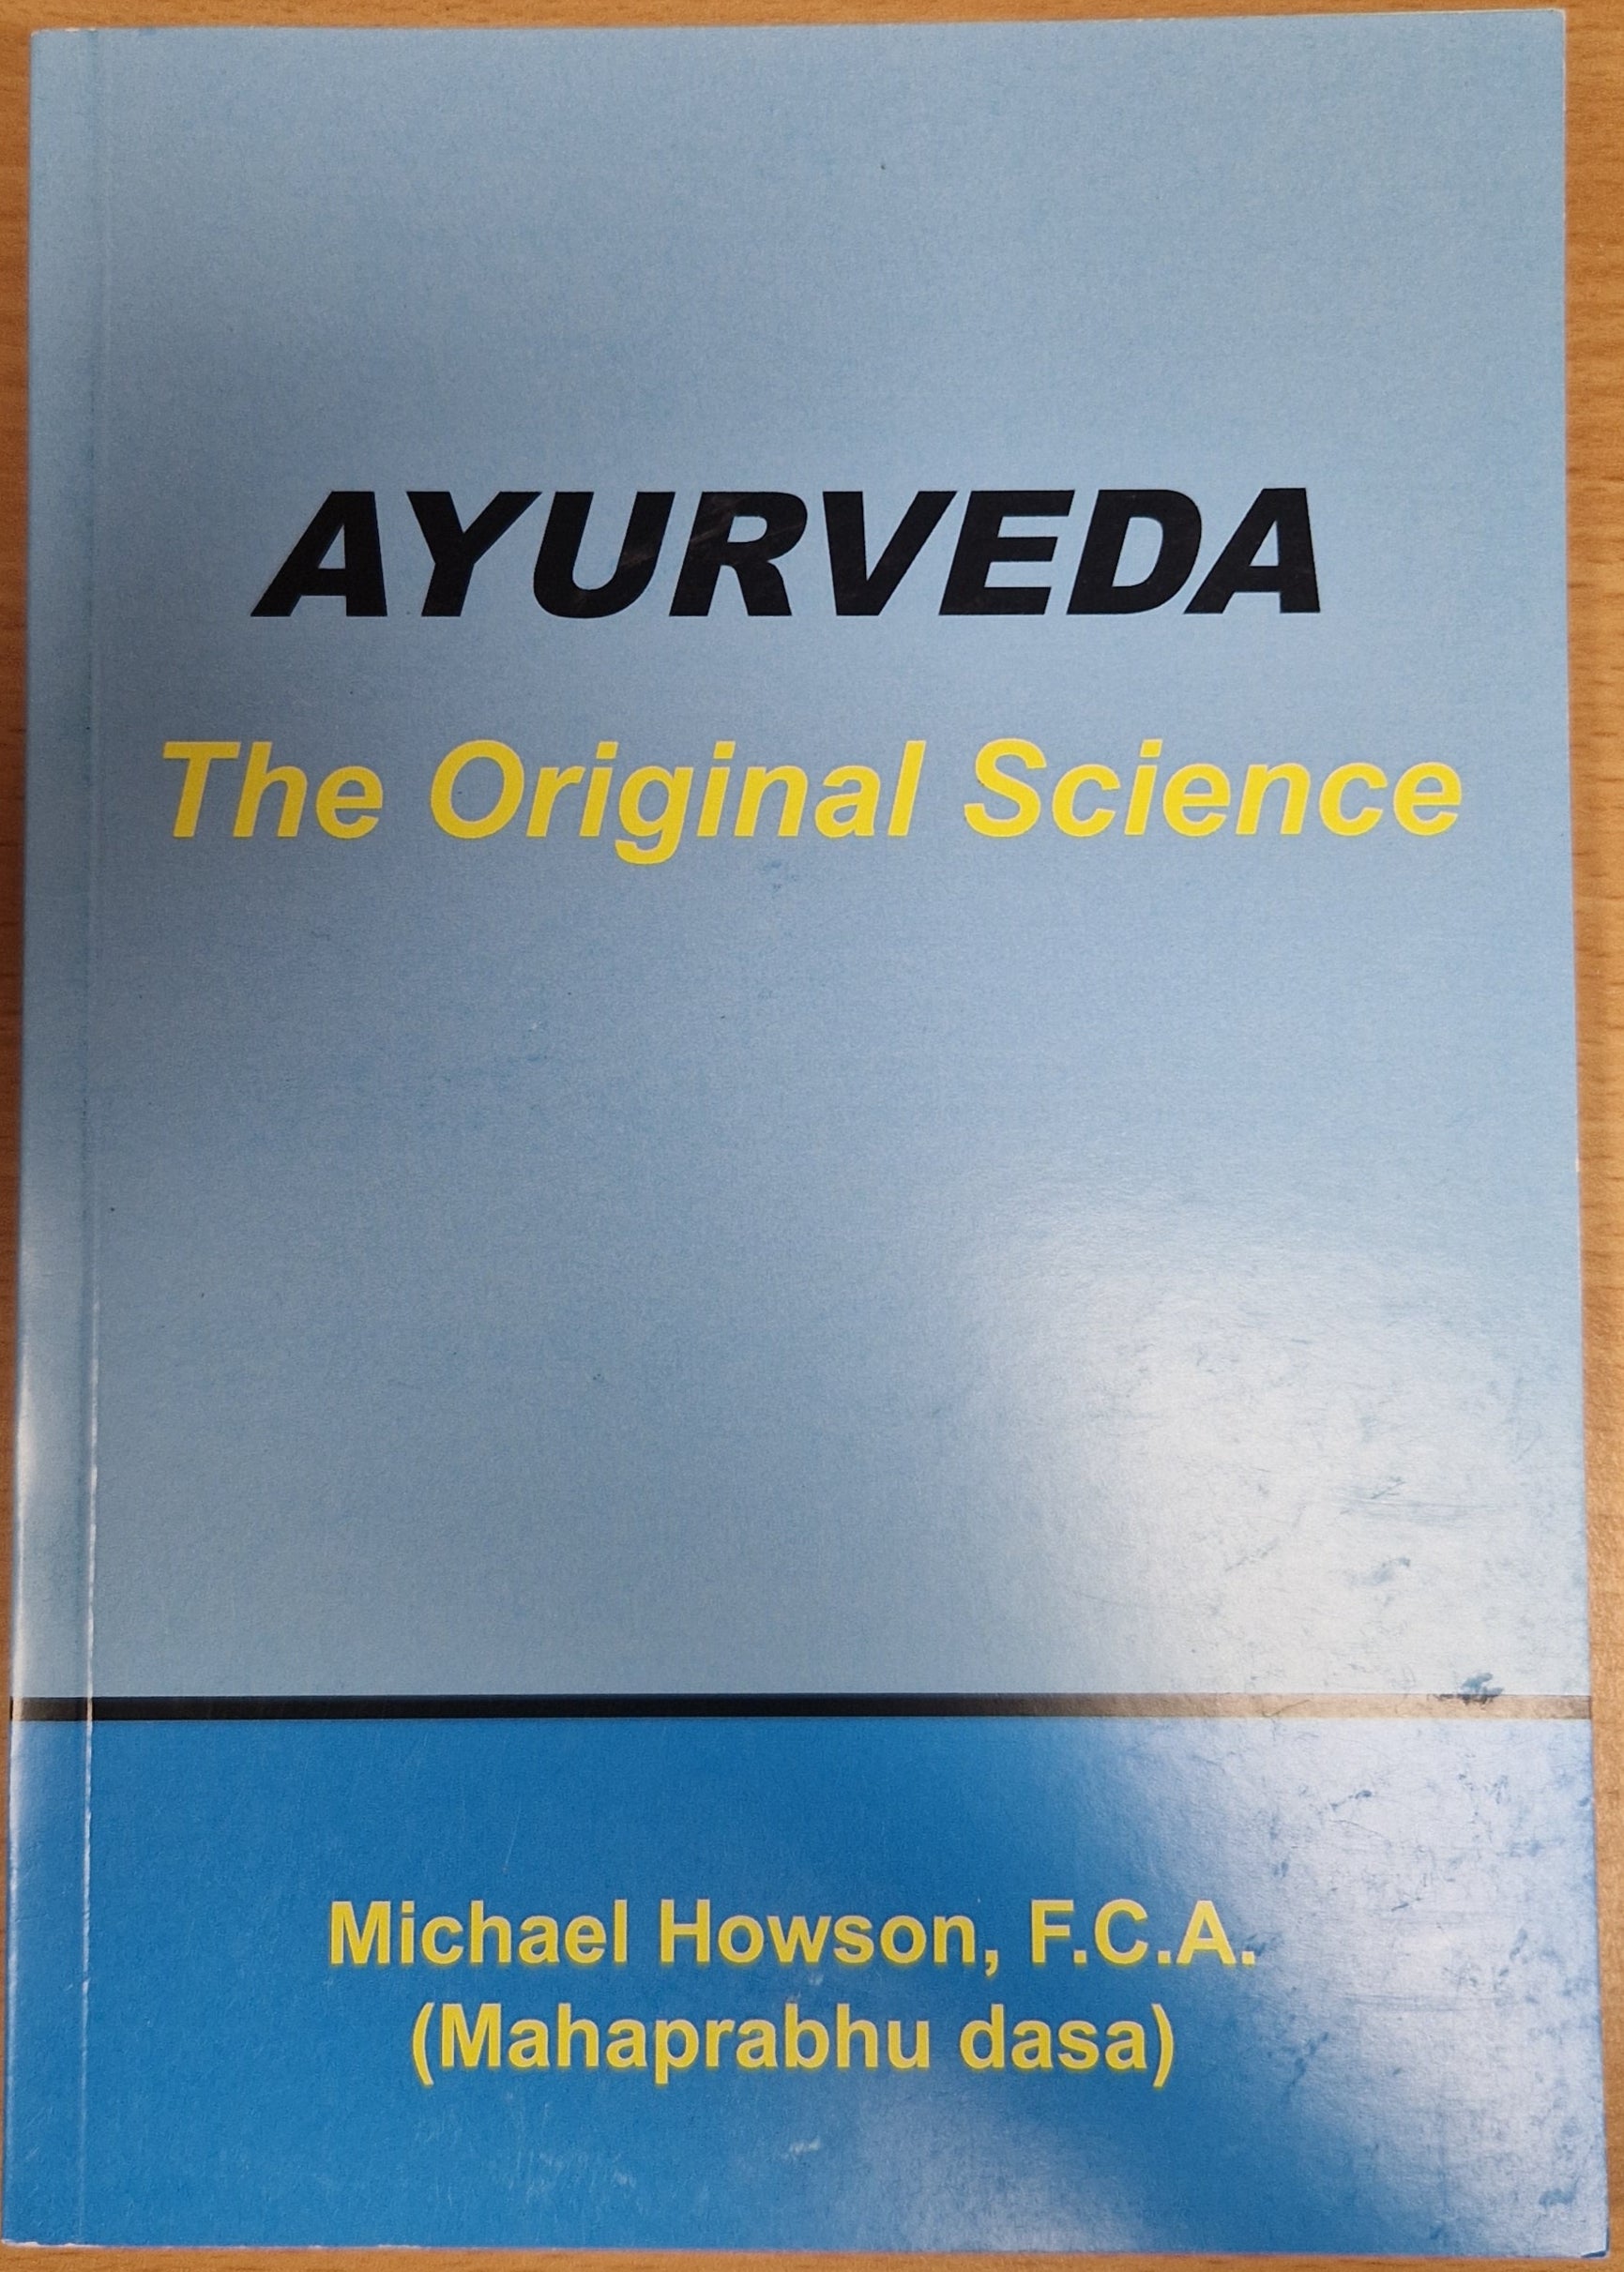 AYURVEDA
The Original Science
Michael Howson, F.C.A.
(Mahaprabhu dasa)